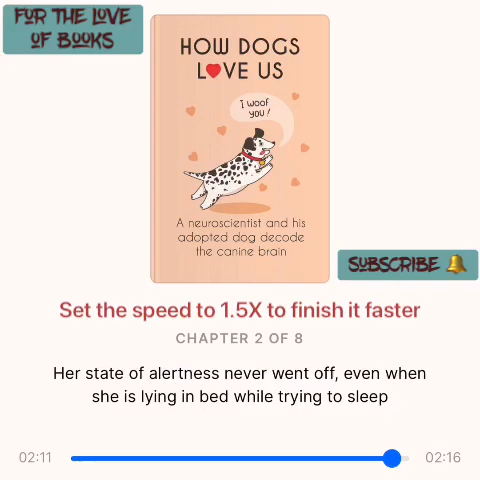 FOR THE LOVE
OF BOOKS
HOW DOGS
L❤VE US
I woof
you!
A neuroscientist and his
adopted dog decode
the canine brain
SUBSCRIBE 🔔
Set the speed to 1.5X to finish it faster
CHAPTER 2 OF 8
Her state of alertness never went off, even when
she is lying in bed while trying to sleep
02:11
02:16